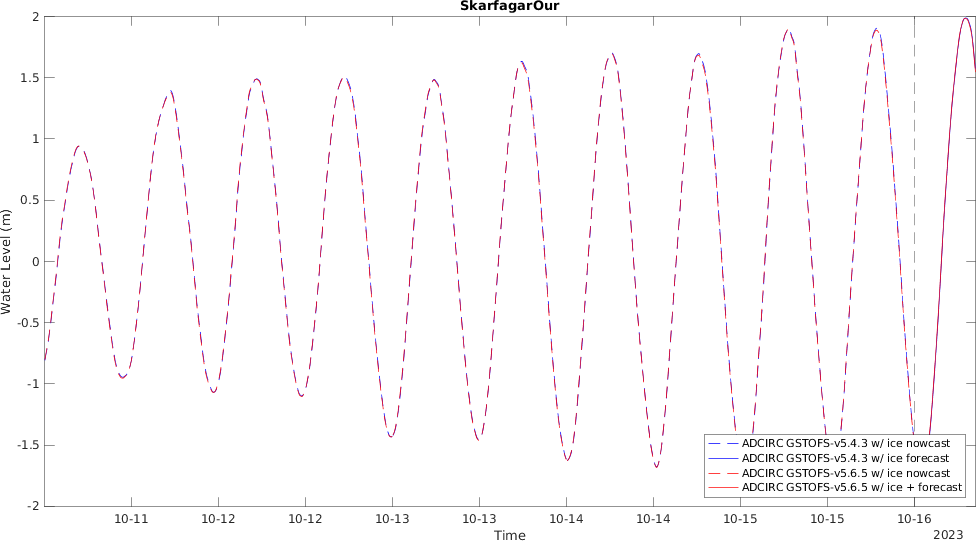 SkarfagarOur
2
1.5
1
0.5
0
-0.5
-1
-1.5
-2
Water Level (m)
ADCIRC GSTOFS-v5.4.3 w/ ice nowcast
ADCIRC GSTOFS-v5.4.3 w/ ice forecast
ADCIRC GSTOFS-v5.6.5 w/ ice nowcast
ADCIRC GSTOFS-v5.6.5 w/ ice + forecast
10-11 10-12 10-12 10-13 10-13 10-14 10-14 10-15 10-15 10-16
Time
2023